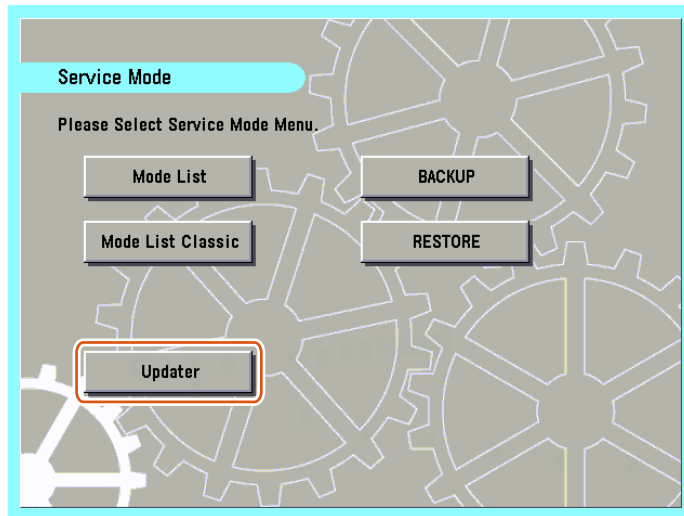 Service Mode
Please Select Service Mode Menu.
Mode List
BACKUP
Mode List Classic
RESTORE
Updater